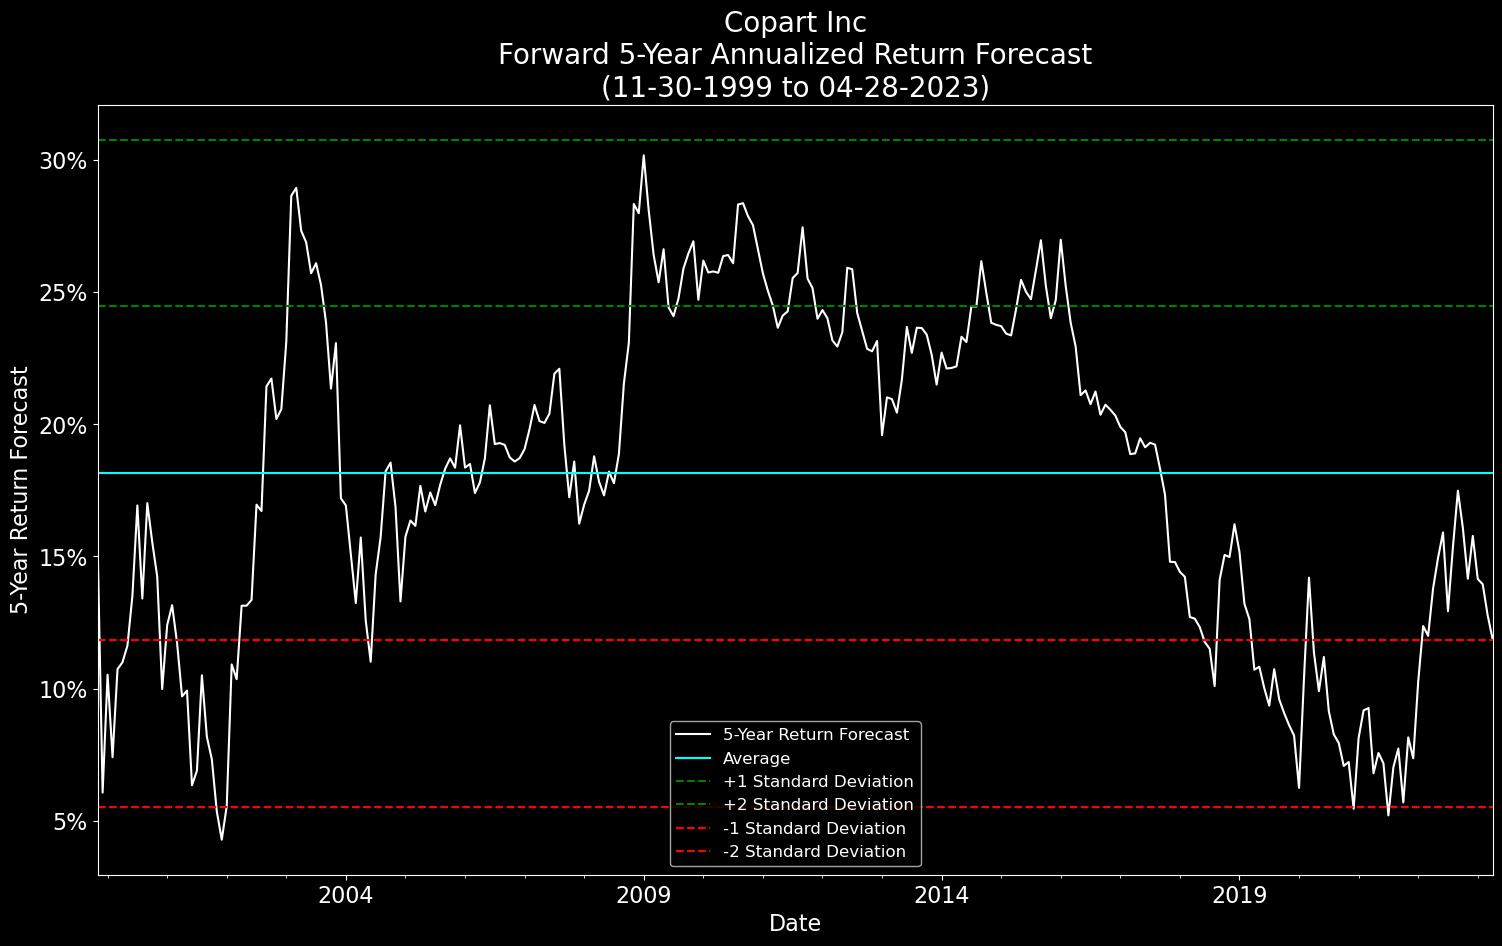 Copart Inc
Forward 5-Year Annualized Return Forecast
(11-30-1999 to 04-28-2023)
30%
25%
20%
15%
10%
5%
5-Year Return Forecast
5-Year Return Forecast
Average
+1 Standard Deviation
+2 Standard Deviation
-1 Standard Deviation
-2 Standard Deviation
2004
2009
2014
2019
Date